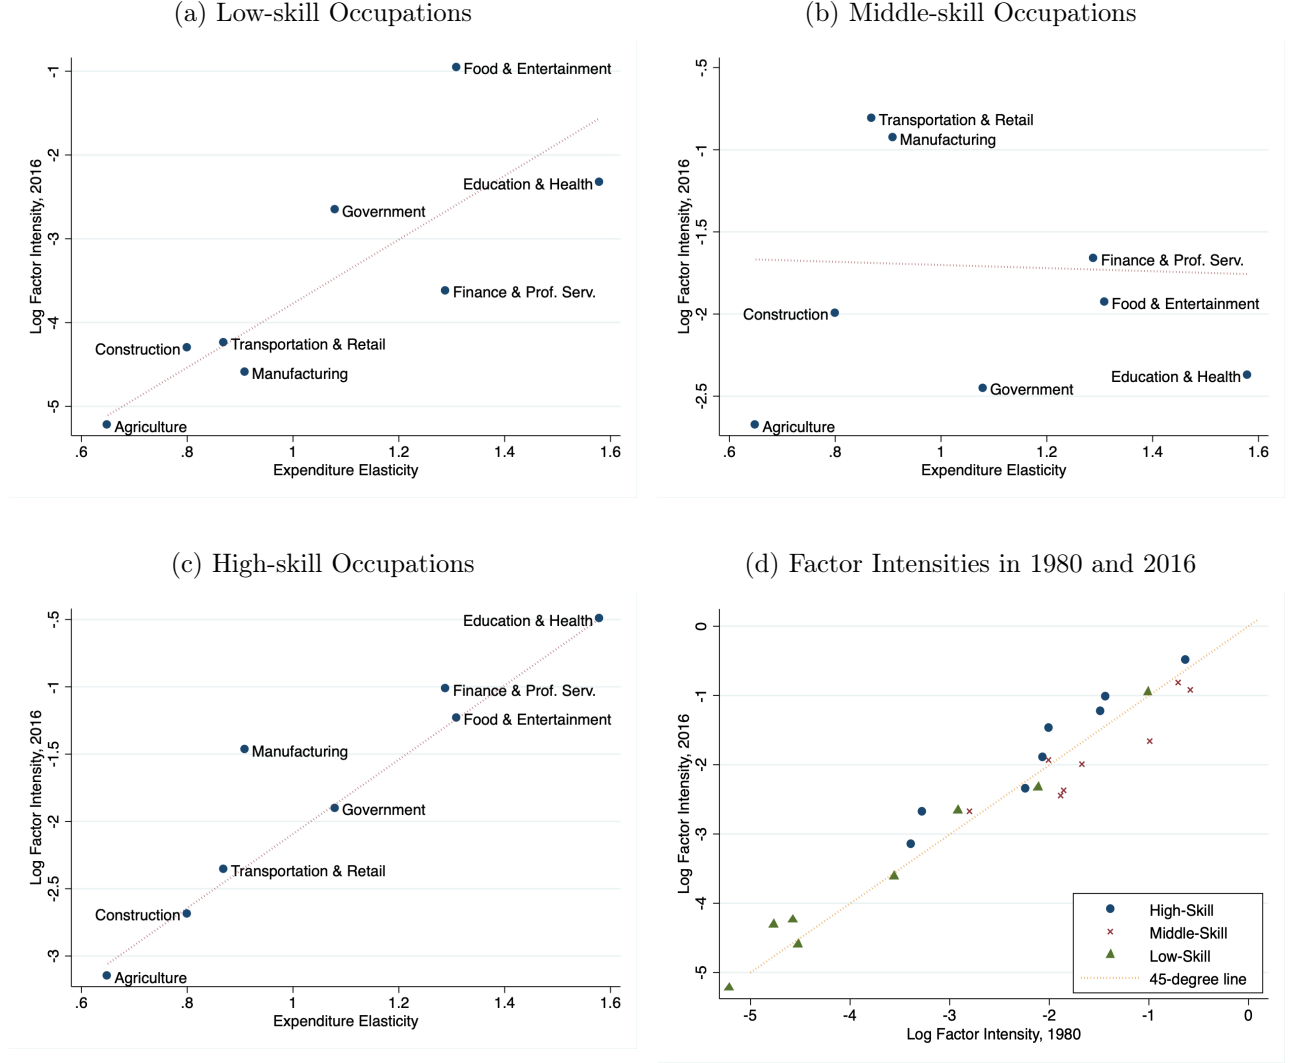 (a) Low-skill Occupations
-1
-2
-3
-4
-5
Log Factor Intensity, 2016
Food & Entertainment
Education & Health
Government
Finance & Prof. Serv.
Construction
Transportation & Retail
Manufacturing
Agriculture
.6 .8 1 1.2 1.4 1.6
Expenditure Elasticity
(b) Middle-skill Occupations
-.5
-1
-1.5
-2
-2.5
Log Factor Intensity, 2016
Transportation & Retail
Manufacturing
Finance & Prof. Serv.
Food & Entertainment
Construction
Education & Health
Government
Agriculture
.6 .8 1 1.2 1.4 1.6
Expenditure Elasticity
(c) High-skill Occupations
-.5
-1
-1.5
-2
-2.5
-3
Log Factor Intensity, 2016
Education & Health
Finance & Prof. Serv.
Food & Entertainment
Manufacturing
Government
Transportation & Retail
Construction
Agriculture
.6 .8 1 1.2 1.4 1.6
Expenditure Elasticity
(d) Factor Intensities in 1980 and 2016
0
-1
-2
-3
-4
-5
Log Factor Intensity, 2016
High-Skill
Middle-Skill
Low-Skill
45-degree line
-5 -4 -3 -2 -1 0
Log Factor Intensity, 1980